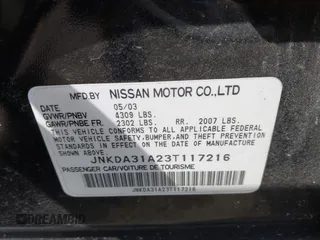 MFD.BY NISSAN MOTOR CO.,LTD
05/03
GVWR/PNBV 4309 LBS.
GAWR/PNBE FR. 2302 LBS. RR. 2007 LBS.
THIS VEHICLE CONFORMS TO ALL APPLICABLE U.S. FEDERAL MOTOR
VEHICLE SAFETY, BUMPER, AND THEFT
PREVENTION STANDARDS IN EFFECT ON THE DATE OF
MANUFACTURE SHOWN ABOVE.
JNKDA31A23T117216
PASSENGER CAR/VOITURE DE TOURISME
JNKDA31A23T117216
DREAMBID